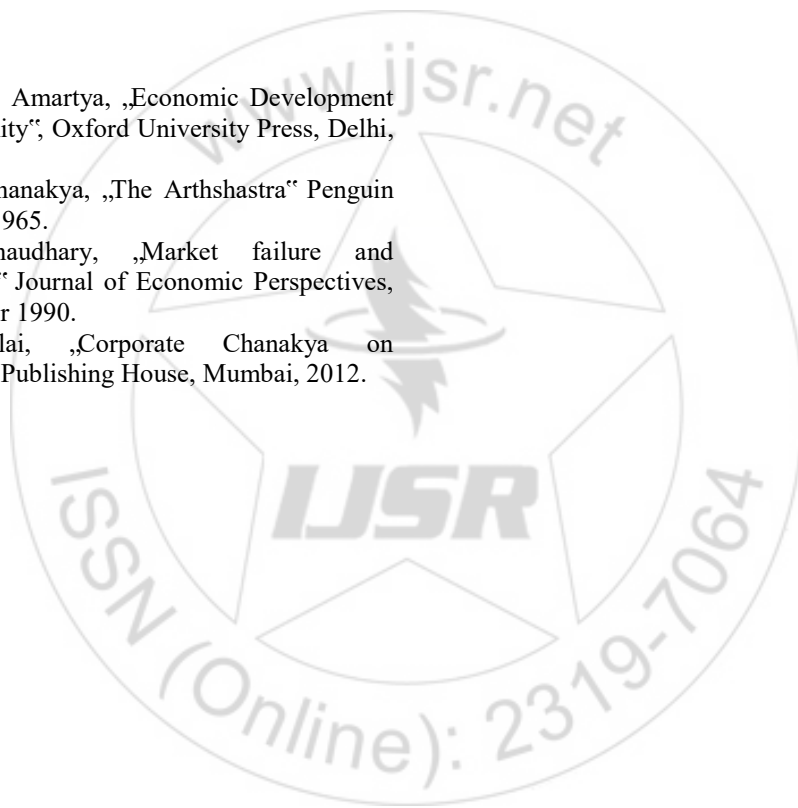 Amartya, „Economic Development
ity‟, Oxford University Press, Delhi,
hanakya, „The Arthshastra‟ Penguin
965.
haudhary, „Market failure and
‟ Journal of Economic Perspectives,
r 1990.
lai, „Corporate Chanakya on
Publishing House, Mumbai, 2012.
www.ijsr.net
IJSR
ISSN (Online): 2319-7064